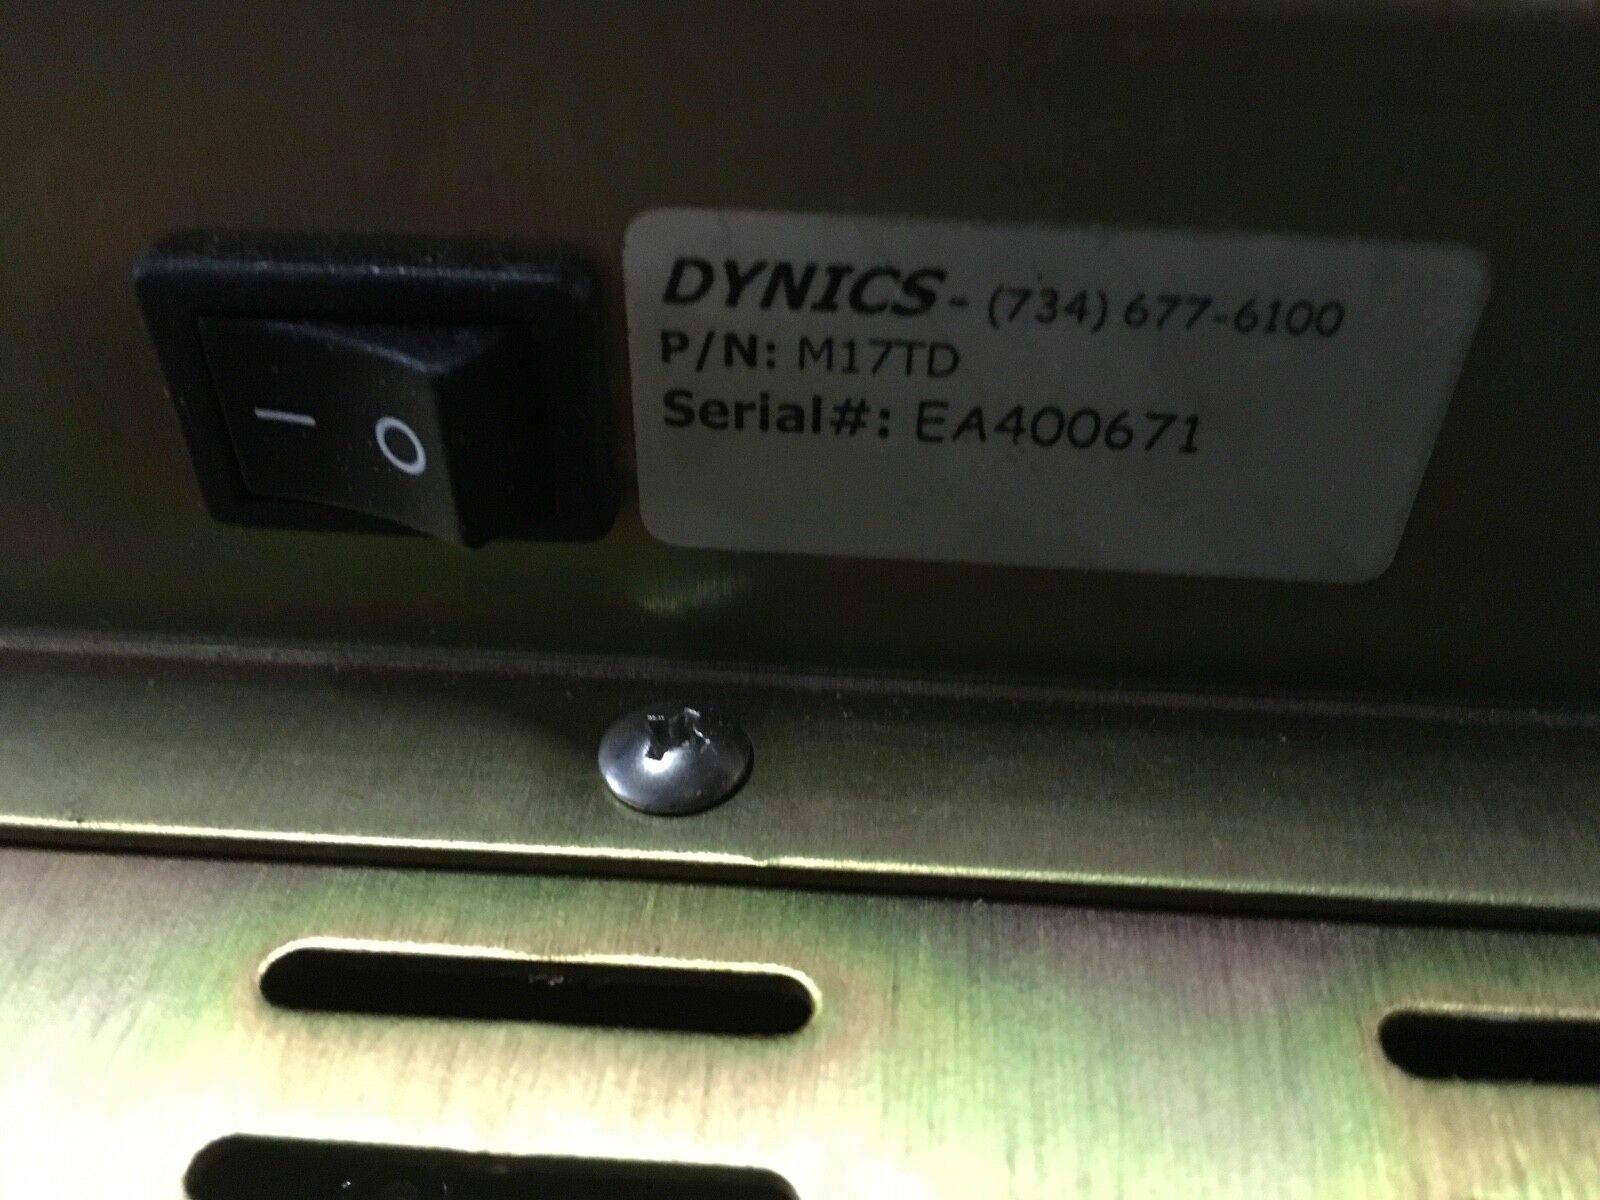 DYNICS - (734) 677-6100
P/N: M17TD
Serial#: EA400671
I O